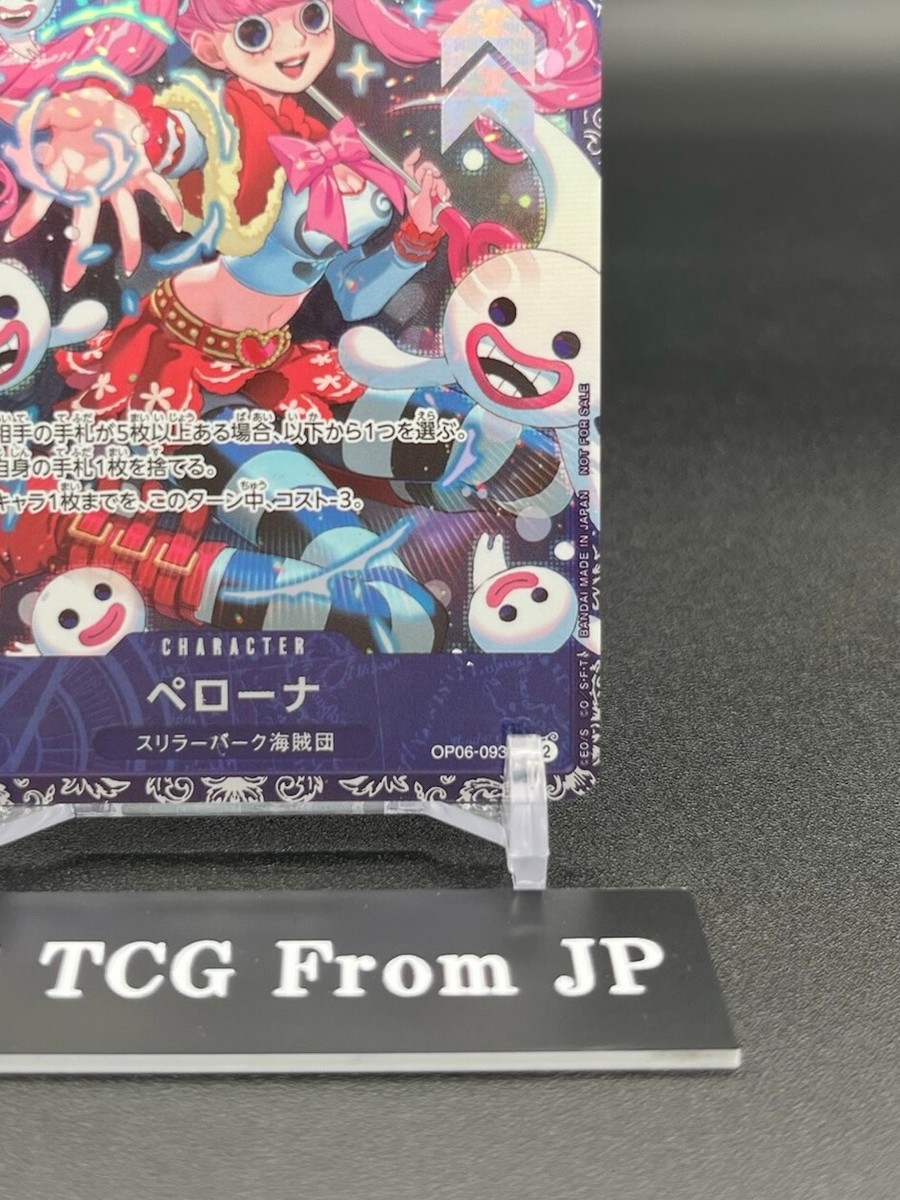 相手の手札が5枚以上ある場合、以下から1つを選ぶ。
自身の手札1枚を捨てる。
キャラ1枚までを、このターン中、コスト-3。
CHARACTER
ペローナ
スリラーバーク海賊団
OP06-093
2
©EO/S ©O/S・F・T BANDAI MADE IN JAPAN NOT FOR SALE
TCG From JP